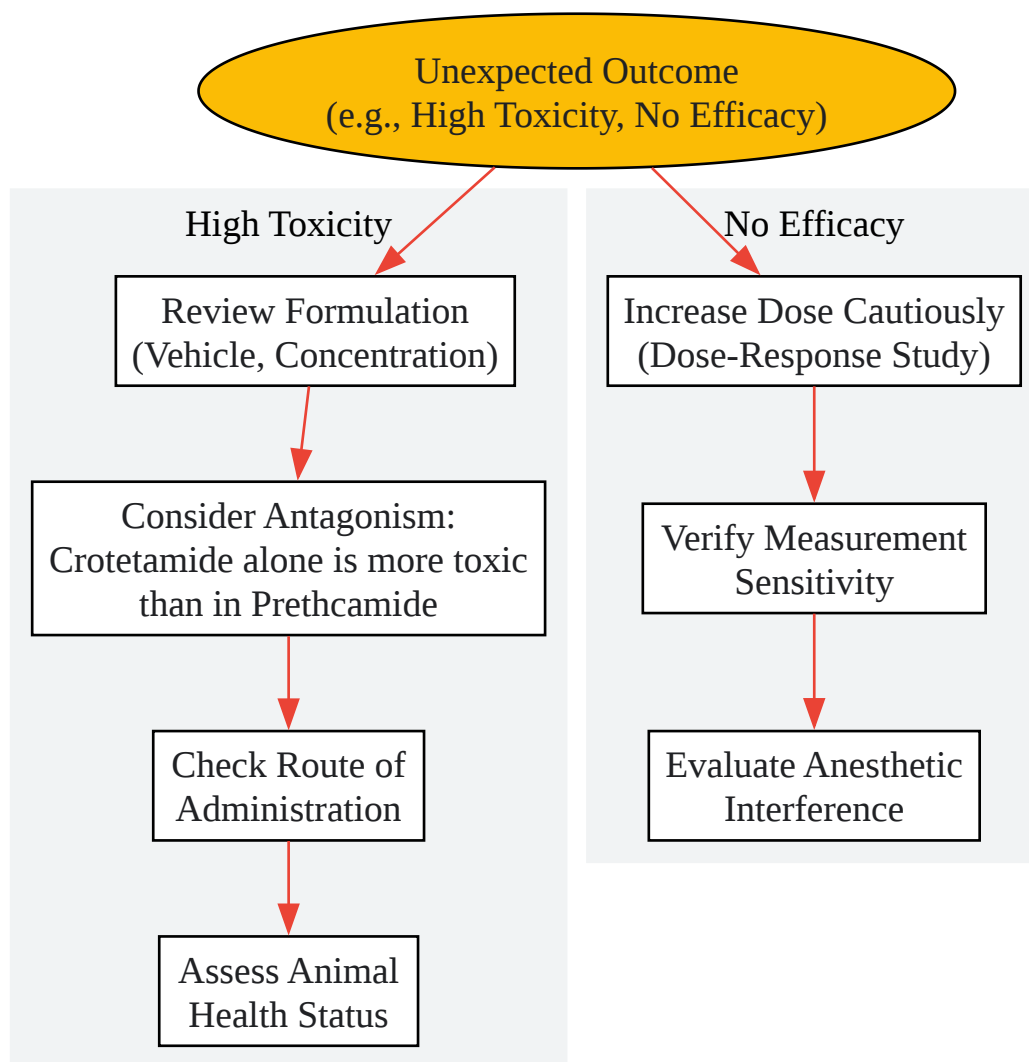 Unexpected Outcome
(e.g., High Toxicity, No Efficacy)
High Toxicity
Review Formulation
(Vehicle, Concentration)
Consider Antagonism:
Crotetamide alone is more toxic
than in Prethcamide
Check Route of
Administration
Assess Animal
Health Status
No Efficacy
Increase Dose Cautiously
(Dose-Response Study)
Verify Measurement
Sensitivity
Evaluate Anesthetic
Interference